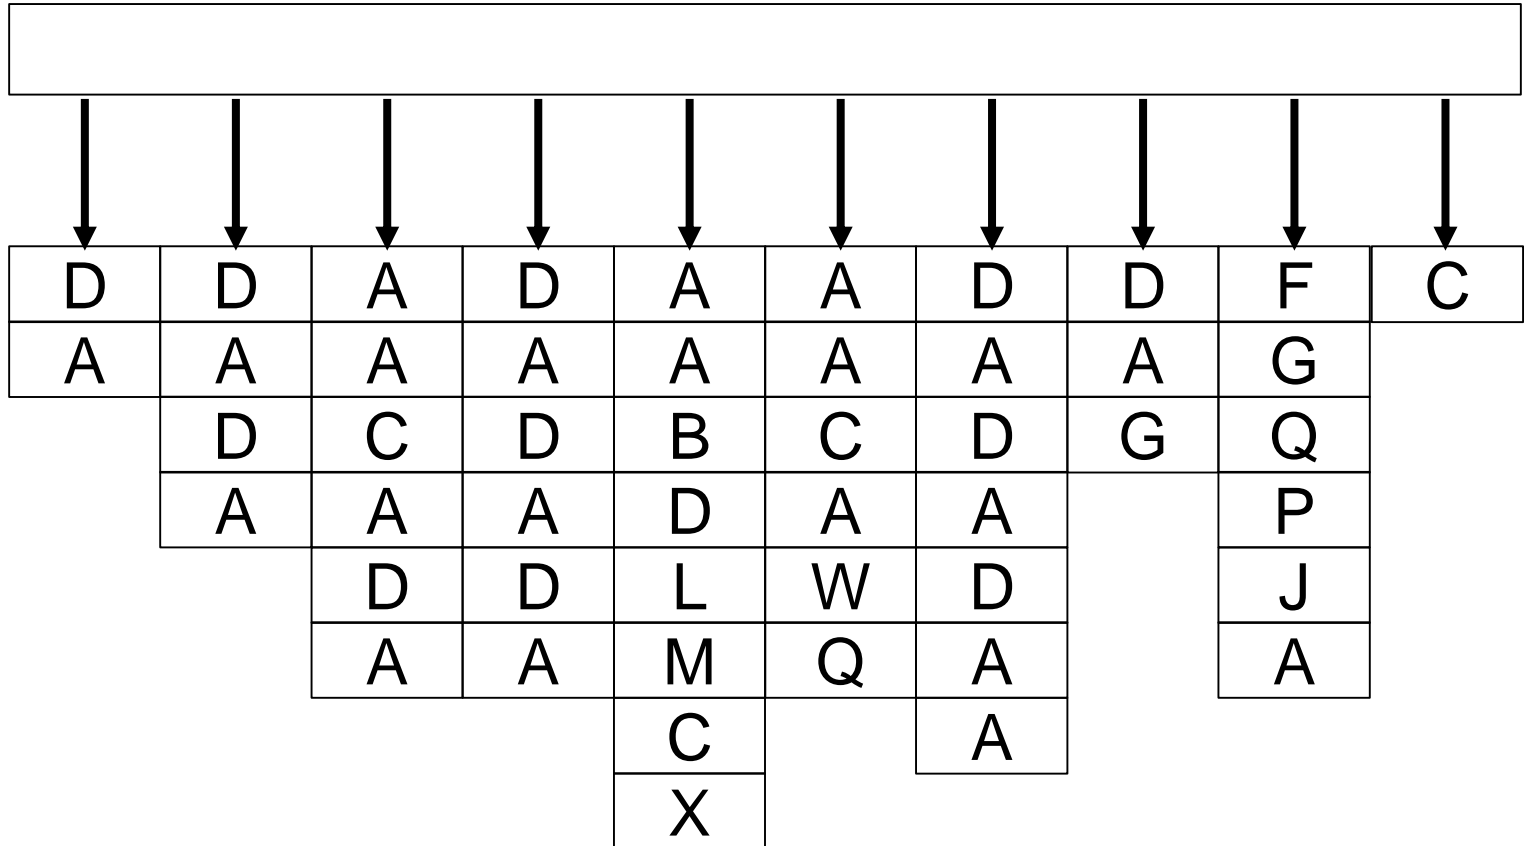 D D A D A A D D F C
A A A A A A A A G
D C D B C D G Q
A A A D A A P
D D L W D J
A A M Q A A
C A
X